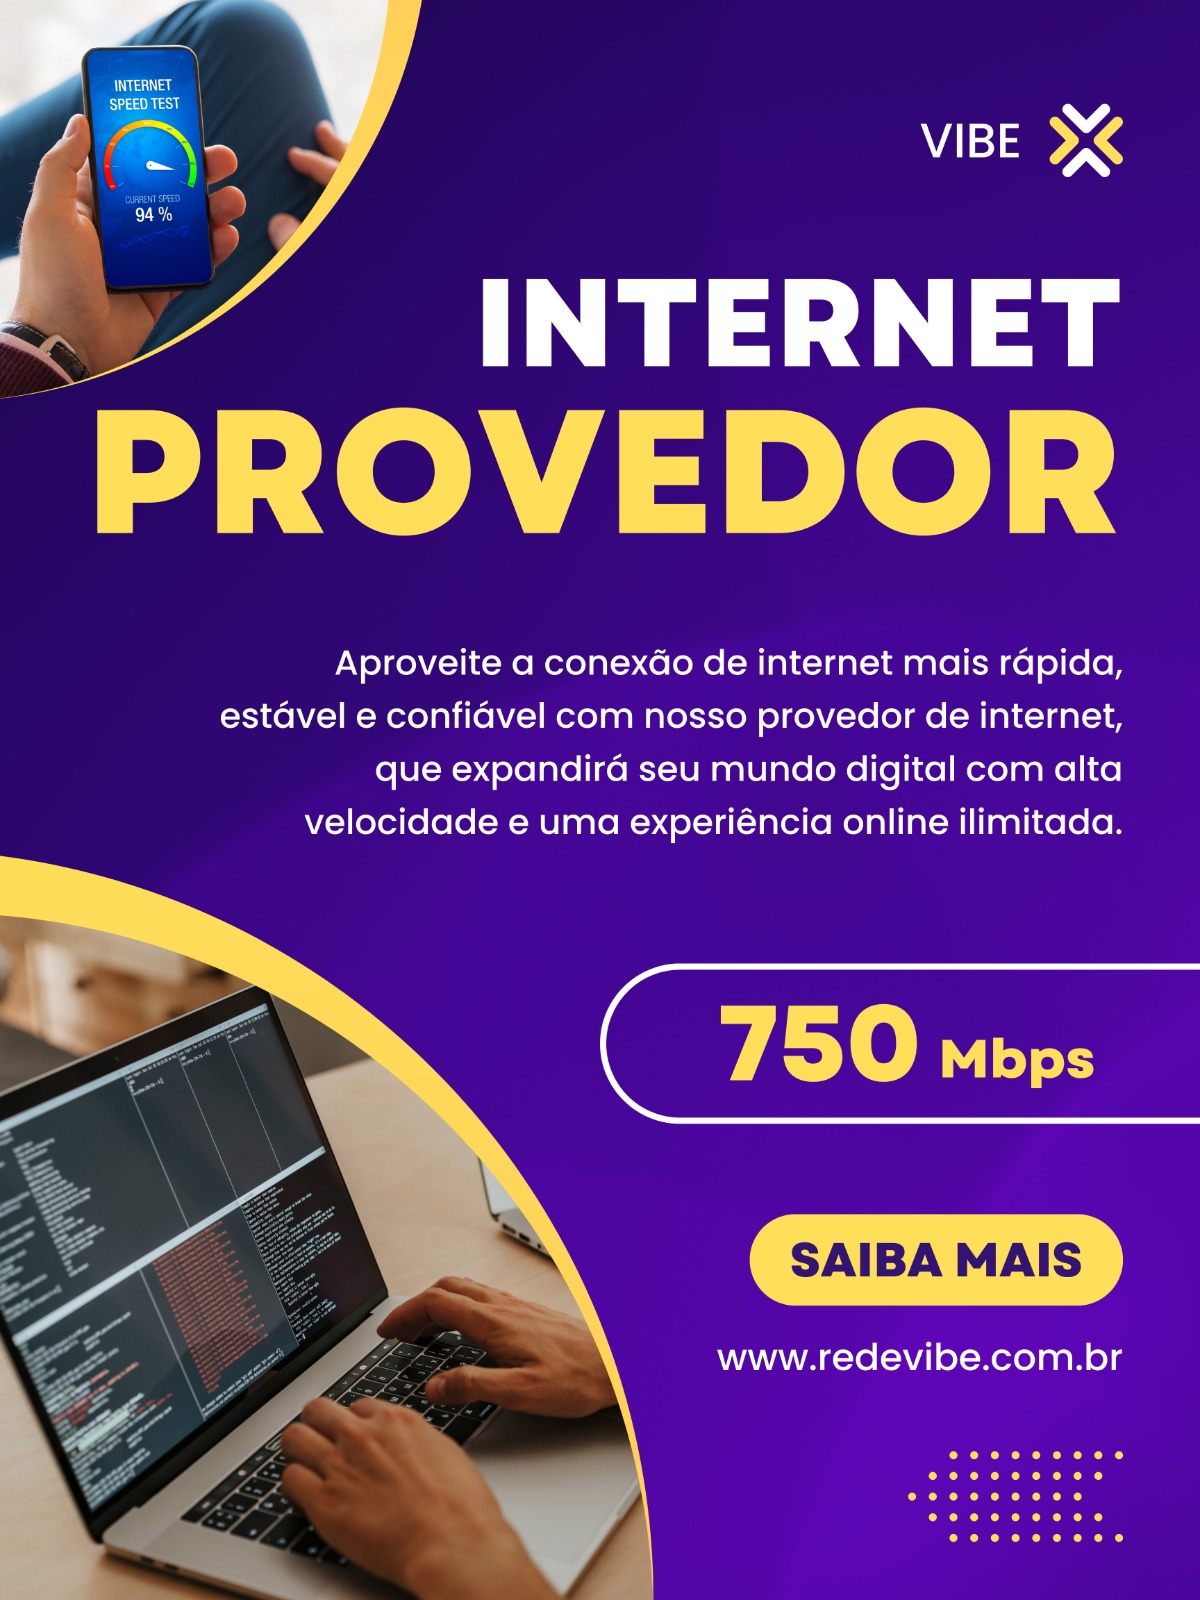 INTERNET
SPEED TEST
CURRENT SPEED
94 %
VIBE
INTERNET
PROVEDOR
Aproveite a conexão de internet mais rápida,
estável e confiável com nosso provedor de internet,
que expandirá seu mundo digital com alta
velocidade e uma experiência online ilimitada.
750 Mbps
SAIBA MAIS
www.redevibe.com.br